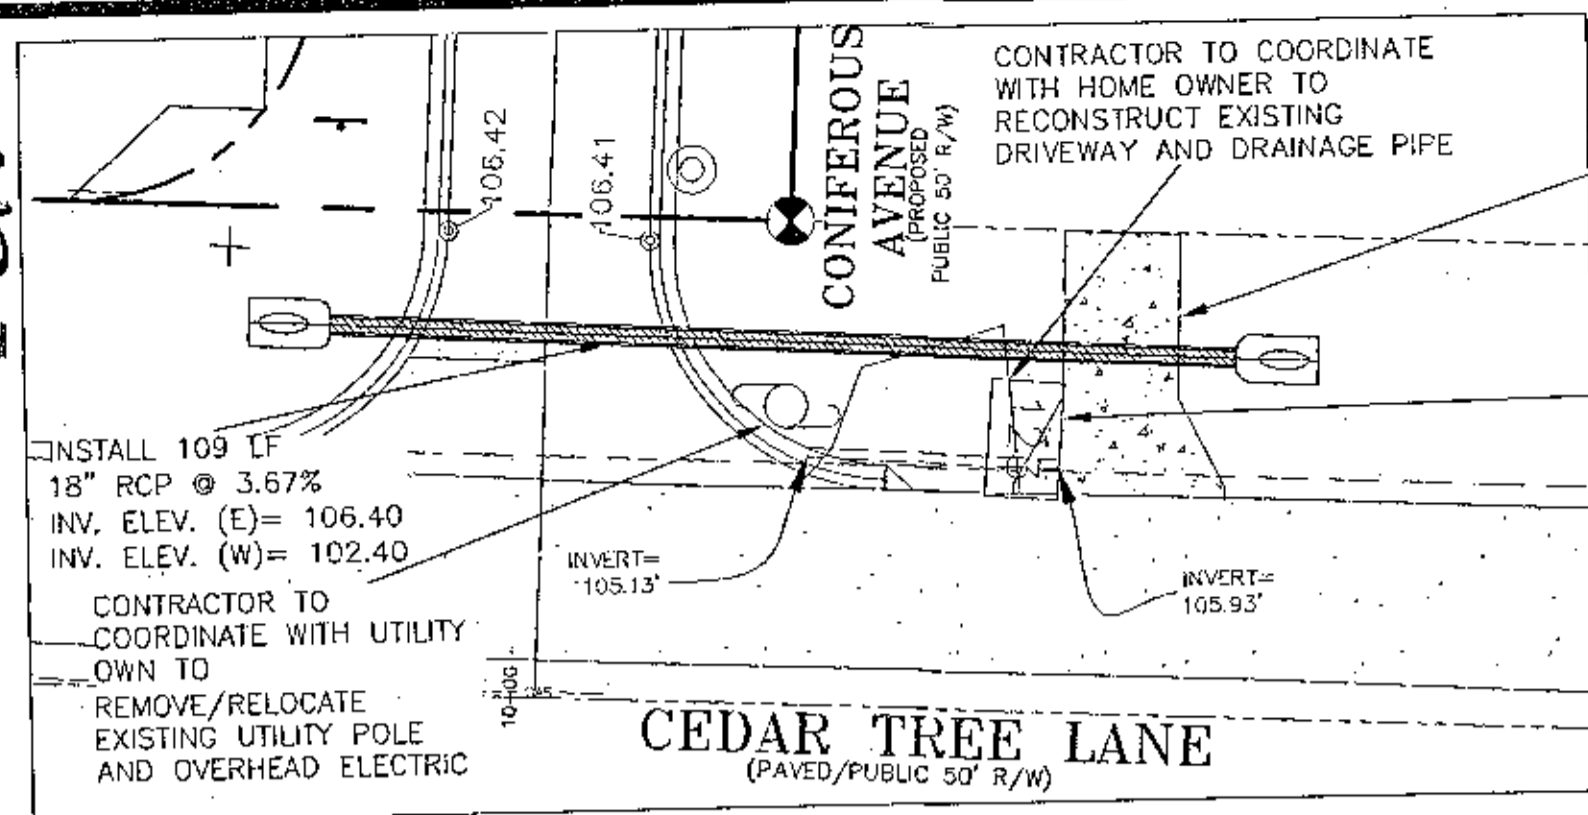 CONTRACTOR TO COORDINATE
WITH HOME OWNER TO
RECONSTRUCT EXISTING
DRIVEWAY AND DRAINAGE PIPE
CONIFEROUS
AVENUE
(PROPOSED
PUBLIC 50' R/W)
106.42
106.41
INSTALL 109 LF
18" RCP @ 3.67%
INV. ELEV. (E)= 106.40
INV. ELEV. (W)= 102.40
INVERT=
105.13'
INVERT=
105.93'
CONTRACTOR TO
COORDINATE WITH UTILITY
OWN TO
REMOVE/RELOCATE
EXISTING UTILITY POLE
AND OVERHEAD ELECTRIC
10+00
CEDAR TREE LANE
(PAVED/PUBLIC 50' R/W)